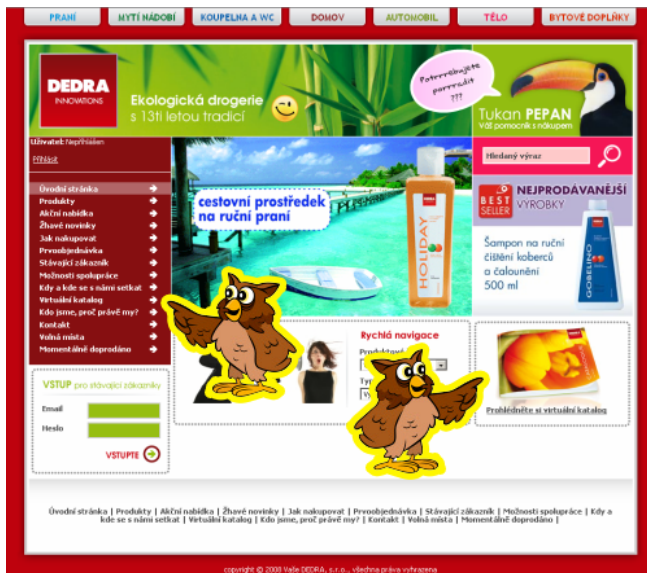 PRANÍ
MYTÍ NÁDOBÍ
KOUPELNA A WC
DOMOV
AUTOMOBIL
TĚLO
BYTOVÉ DOPLŇKY
DEDRA
INNOVATIONS
Ekologická drogerie
s 13ti letou tradicí
Potrrrebujete
porrradit
???
Tukan PEPAN
Váš pomocník s nákupem
Uživatel: Nepřihlášen
Přihlásit
Hledaný výraz
Úvodní stránka
Produkty
Akční nabídka
Žhavé novinky
Jak nakupovat
Prvoobjednávka
Stávající zákazník
Možnosti spolupráce
Kdy a kde se s námi setkat
Virtuální katalog
Kdo jsme, proč právě my?
Kontakt
Volná místa
Momentálně doprodáno
cestovní prostředek
na ruční praní
HOLIDAY
BEST
SELLER
NEJPRODÁVANĚJŠÍ
VÝROBKY
Šampon na ruční
čištění koberců
a čalounění
500 ml
GOBELINO
Rychlá navigace
DEDRA
Prohlédněte si virtuální katalog
VSTUP pro stávající zákazníky
Email
Heslo
VSTUPTE
Úvodní stránka | Produkty | Akční nabídka | Žhavé novinky | Jak nakupovat | Prvoobjednávka | Stávající zákazník | Možnosti spolupráce | Kdy a
kde se s námi setkat | Virtuální katalog | Kdo jsme, proč právě my? | Kontakt | Volná místa | Momentálně doprodáno |
copyright © 2008 Vaše DEDRA, s.r.o., všechna práva vyhrazena